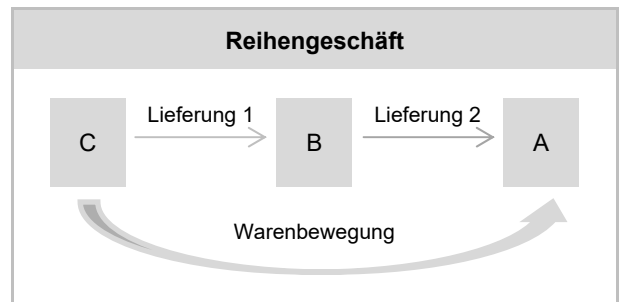 Reihengeschäft
Lieferung 1
Lieferung 2
C
B
A
Warenbewegung